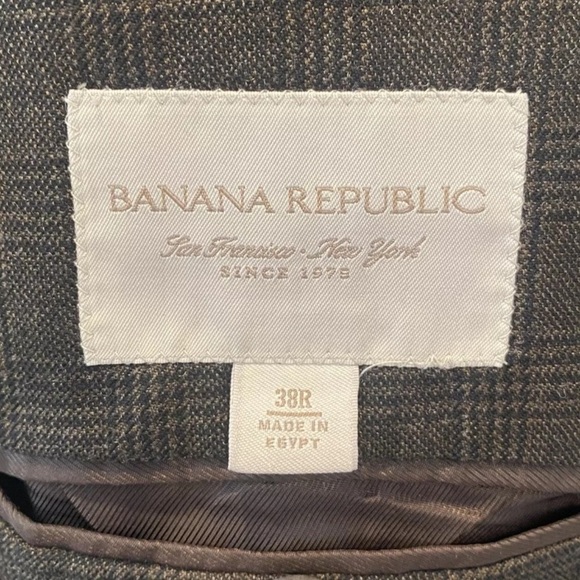 BANANA REPUBLIC
San Francisco · New York
SINCE 1978
38R
MADE IN
EGYPT